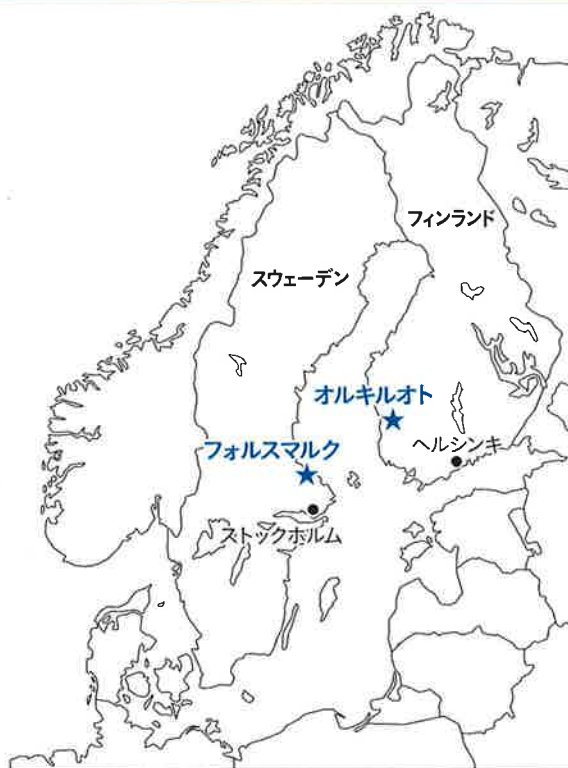 フィンランド
スウェーデン
オルキルオト
ヘルシンキ
フォルスマルク
ストックホルム